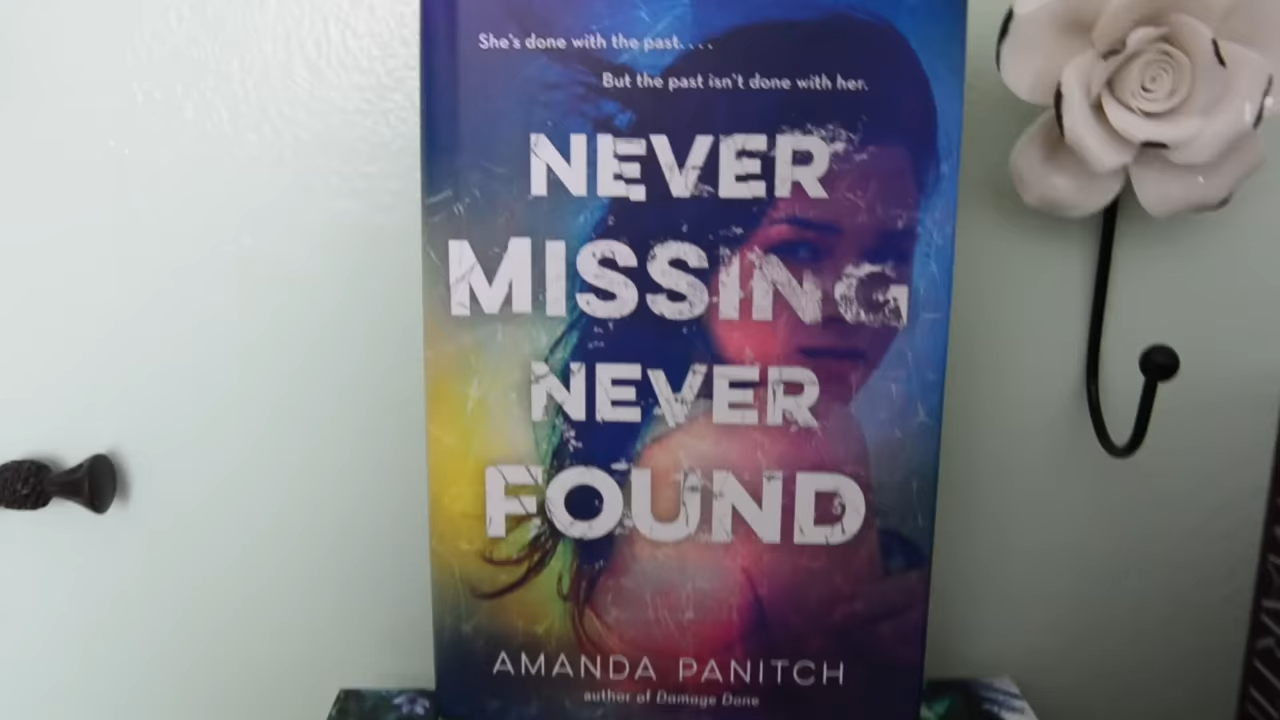 She's done with the past....
But the past isn't done with her.
NEVER
MISSING
NEVER
FOUND
AMANDA PANITCH
author of Damage Done